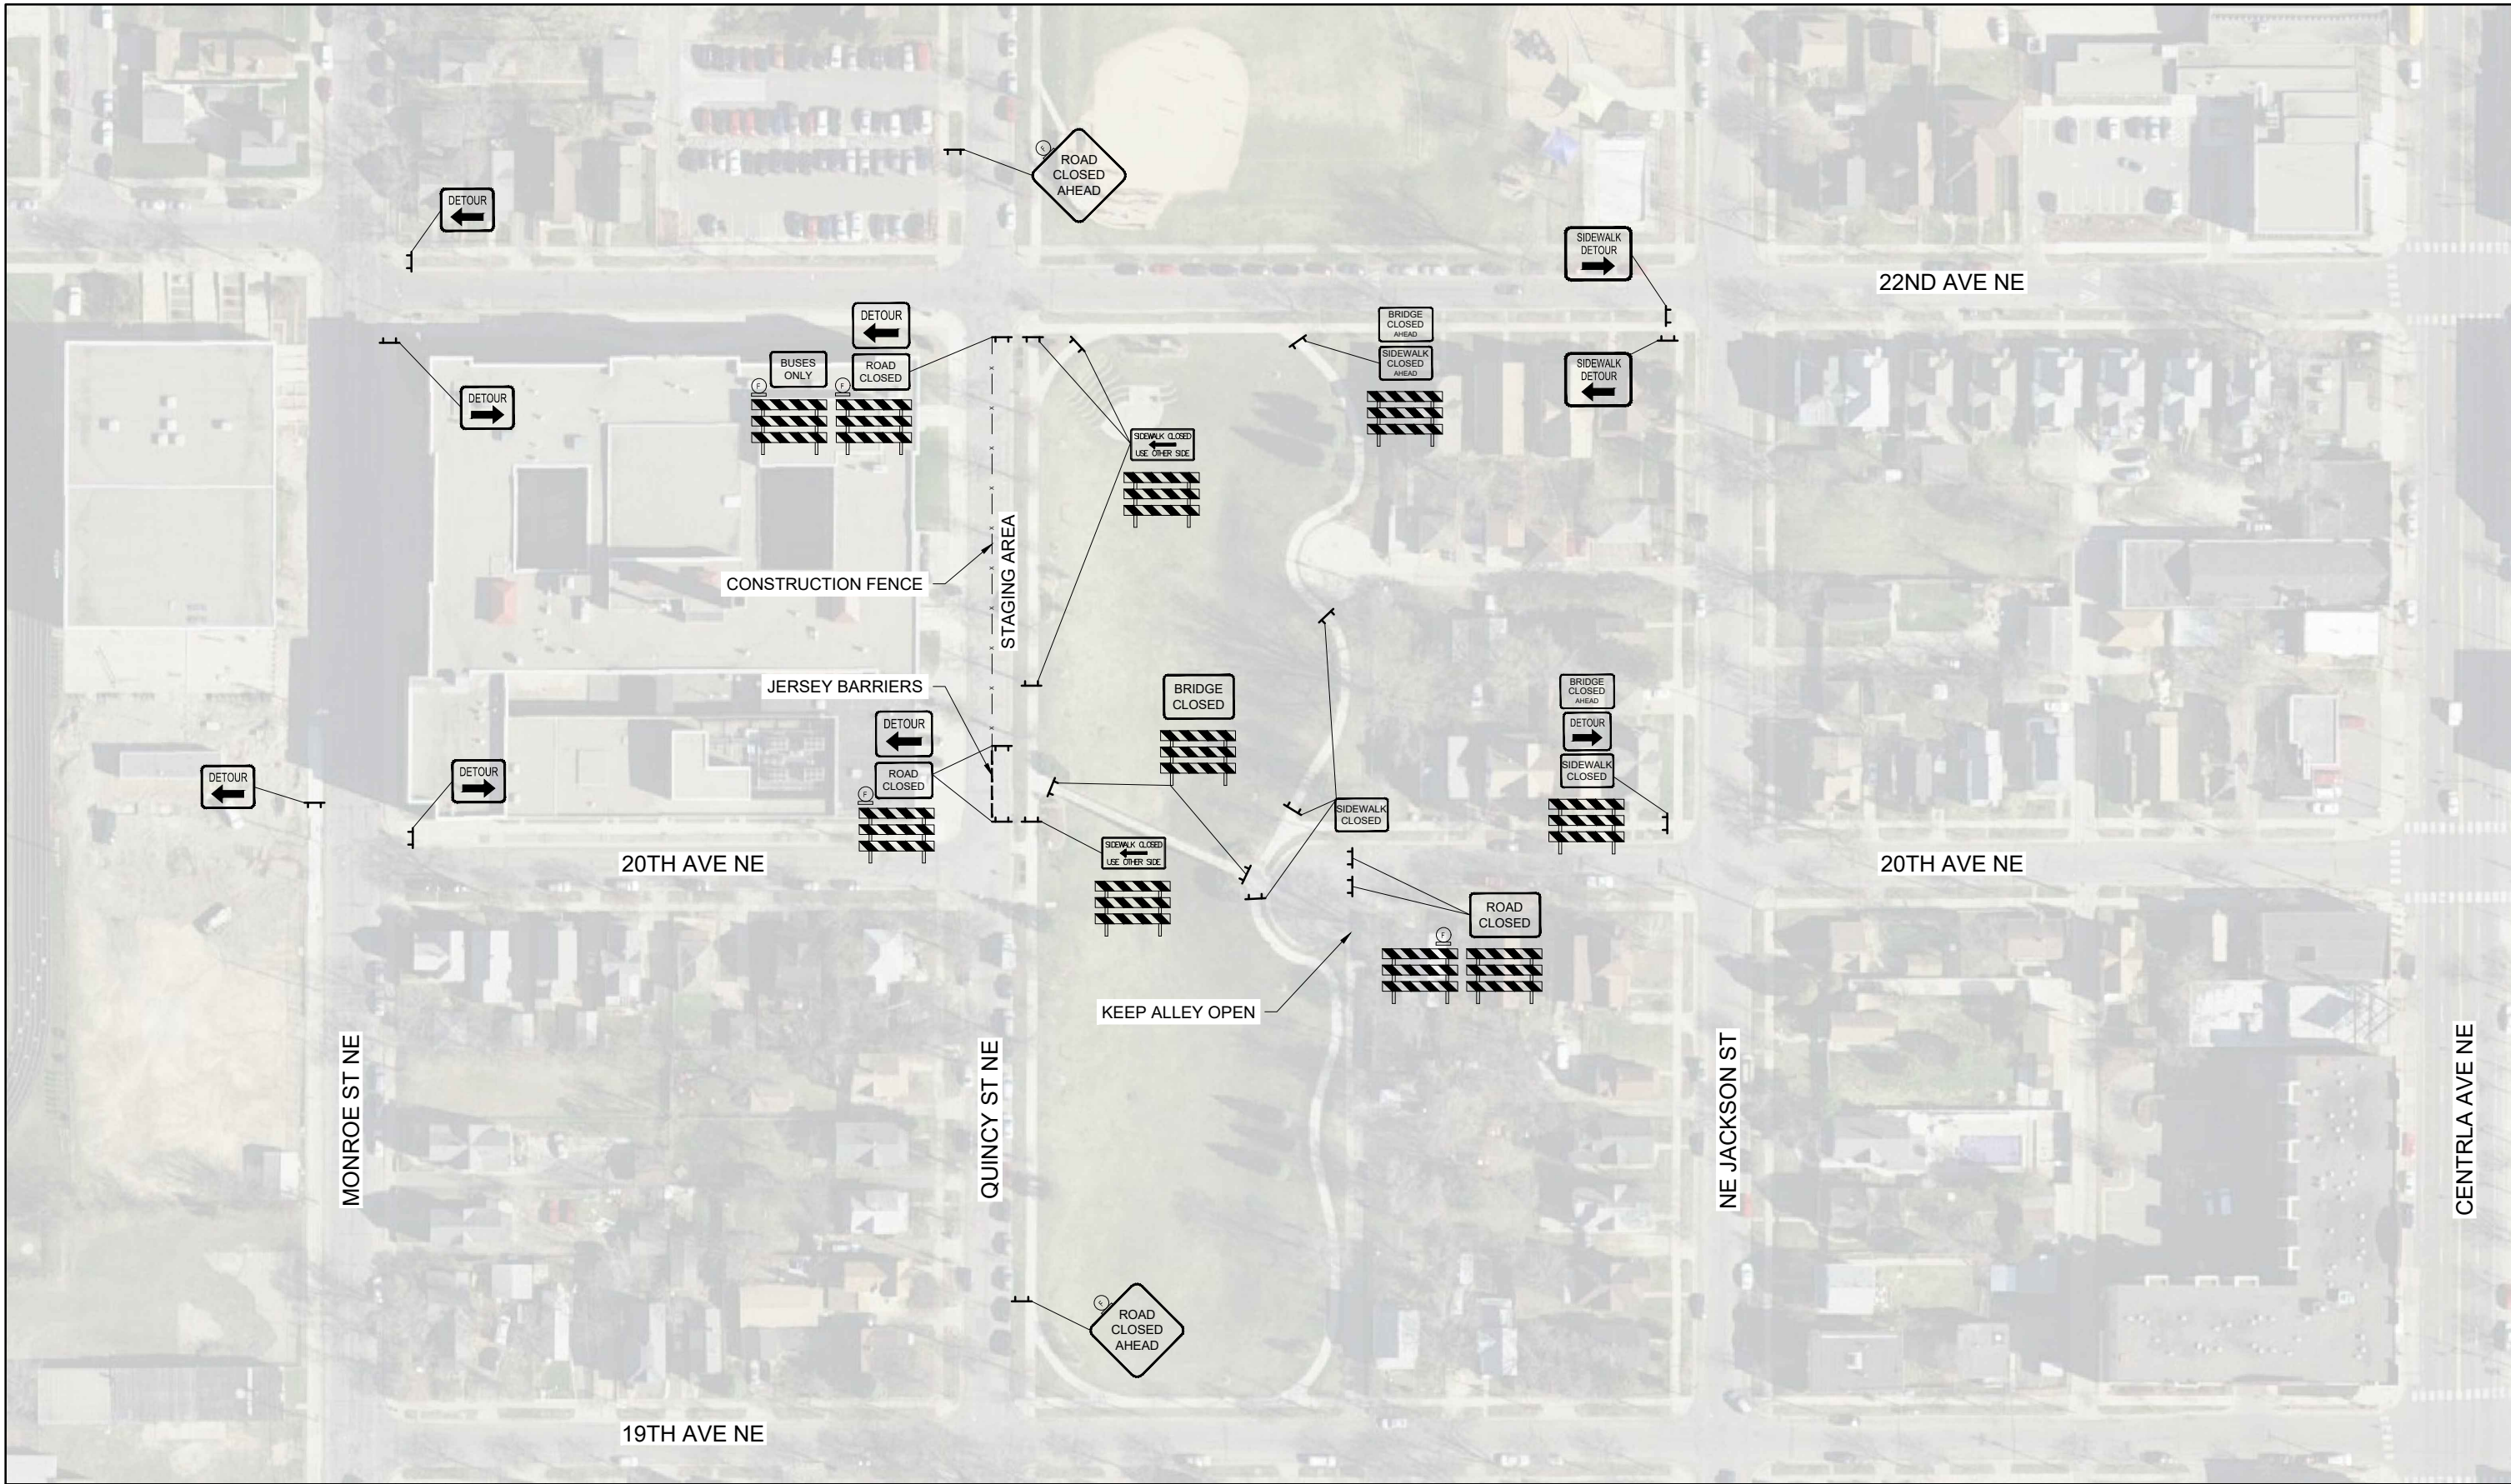 ROAD
CLOSED
AHEAD
F
DETOUR
SIDEWALK
DETOUR
22ND AVE NE
DETOUR
BRIDGE
CLOSED
AHEAD
BUSES
ONLY
ROAD
CLOSED
F
F
SIDEWALK
CLOSED
AHEAD
SIDEWALK
DETOUR
DETOUR
SIDEWALK CLOSED
USE OTHER SIDE
STAGING AREA
CONSTRUCTION FENCE
JERSEY BARRIERS
BRIDGE
CLOSED
BRIDGE
CLOSED
AHEAD
DETOUR
DETOUR
SIDEWALK
CLOSED
DETOUR
DETOUR
ROAD
CLOSED
F
SIDEWALK
CLOSED
SIDEWALK CLOSED
USE OTHER SIDE
20TH AVE NE
20TH AVE NE
ROAD
CLOSED
F
KEEP ALLEY OPEN
MONROE ST NE
QUINCY ST NE
NE JACKSON ST
CENTRLA AVE NE
F
ROAD
CLOSED
AHEAD
19TH AVE NE